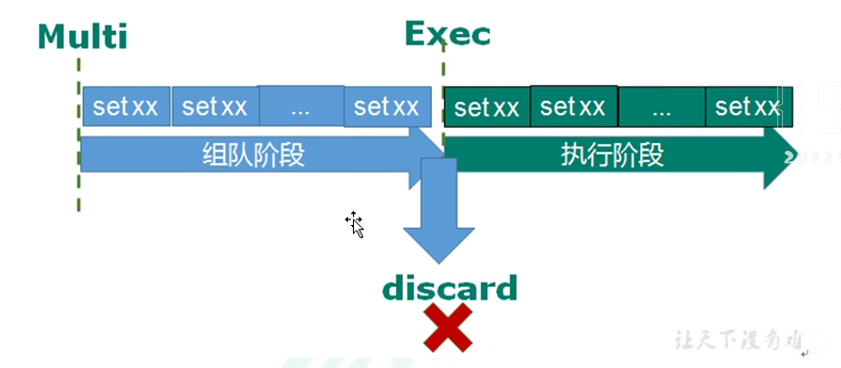 Multi
Exec
set xx set xx ... set xx set xx set xx ... set xx
组队阶段 执行阶段
discard
让天下没有难